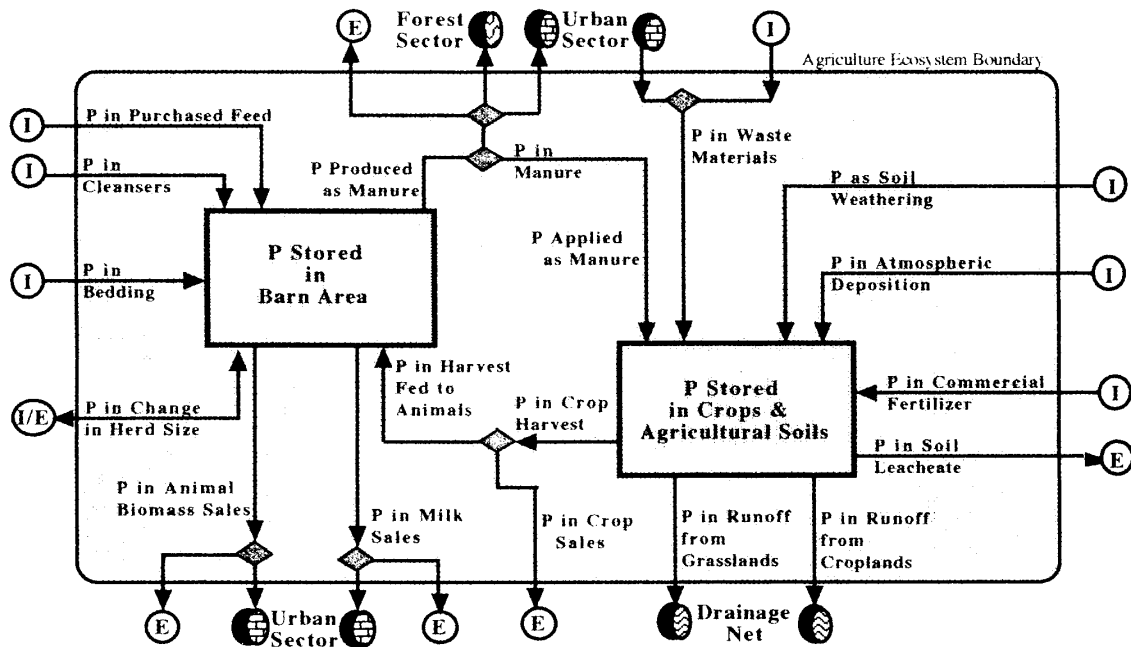 E
Forest
Sector
Urban
Sector
I
Agriculture Ecosystem Boundary
I
P in Purchased Feed
I
P in
Cleansers
P Produced
as Manure
P in
Manure
P in Waste
Materials
P as Soil
Weathering
I
P Stored
in
Barn Area
P Applied
as Manure
I
P in
Bedding
P in Atmospheric
Deposition
I
P in Harvest
Fed to
Animals
P Stored
in Crops &
Agricultural Soils
P in Commercial
Fertilizer
I
I/E
P in Change
in Herd Size
P in Crop
Harvest
P in Soil
Leacheate
E
P in Animal
Biomass Sales
P in Milk
Sales
P in Crop
Sales
P in Runoff
from
Grasslands
P in Runoff
from
Croplands
E
Urban
Sector
E
E
Drainage
Net